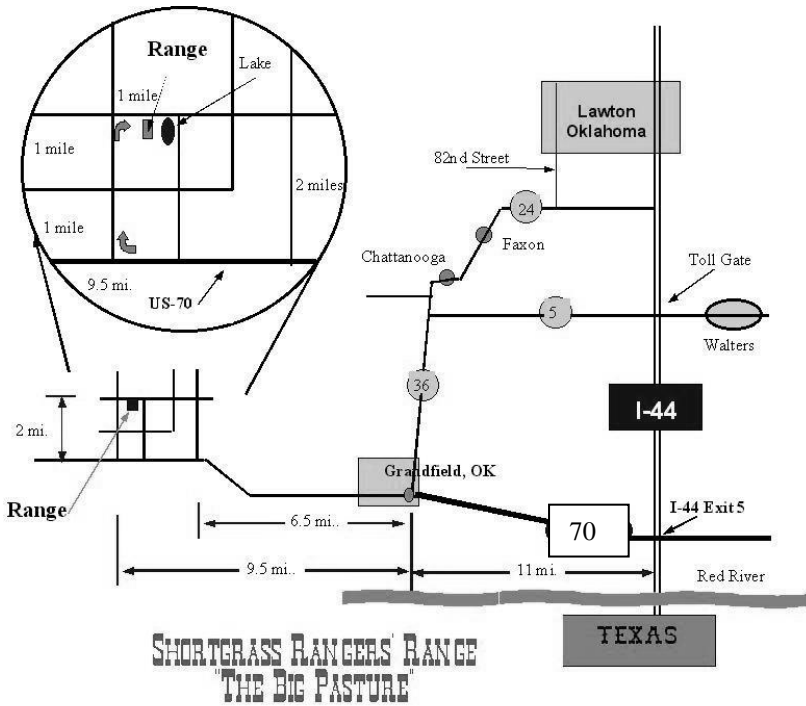 Range
Lake
1 mile
1 mile
2 miles
1 mile
9.5 mi.
US-70
Lawton
Oklahoma
82nd Street
24
Faxon
Chattanooga
Toll Gate
5
Walters
36
I-44
2 mi.
Range
Grandfield, OK
6.5 mi..
70
I-44 Exit 5
9.5 mi..
11 mi.
Red River
TEXAS
SHORTGRASS RANGERS' RANGE
"THE BIG PASTURE"